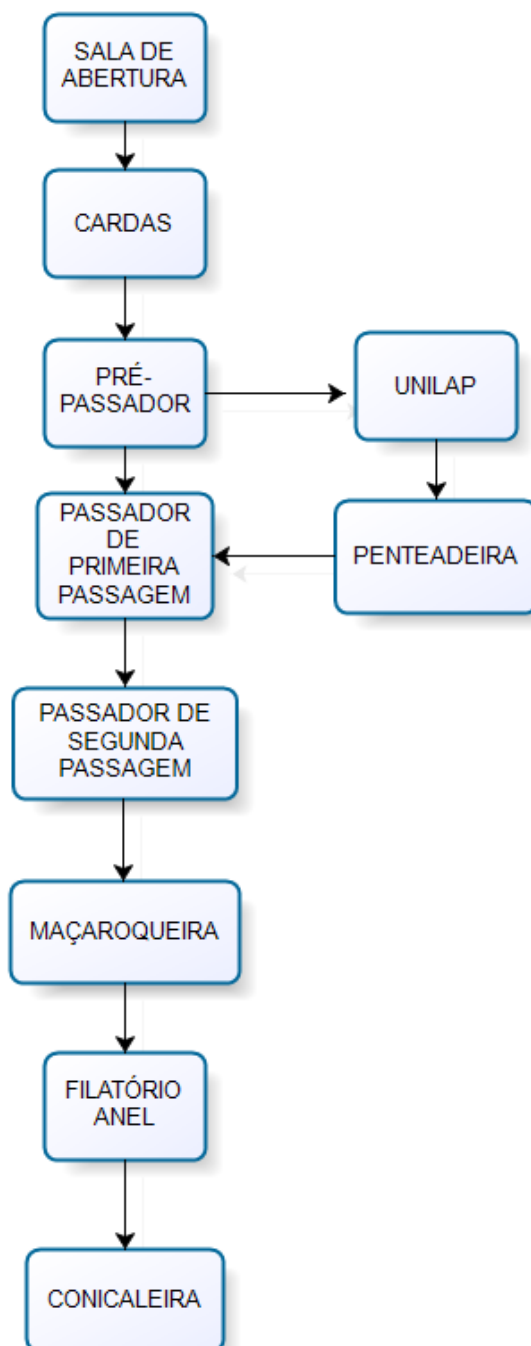 SALA DE
ABERTURA
CARDAS
PRÉ-
PASSADOR
UNILAP
PASSADOR
DE
PRIMEIRA
PASSAGEM
PENTEADEIRA
PASSADOR DE
SEGUNDA
PASSAGEM
MAÇAROQUEIRA
FILATÓRIO
ANEL
CONICALEIRA